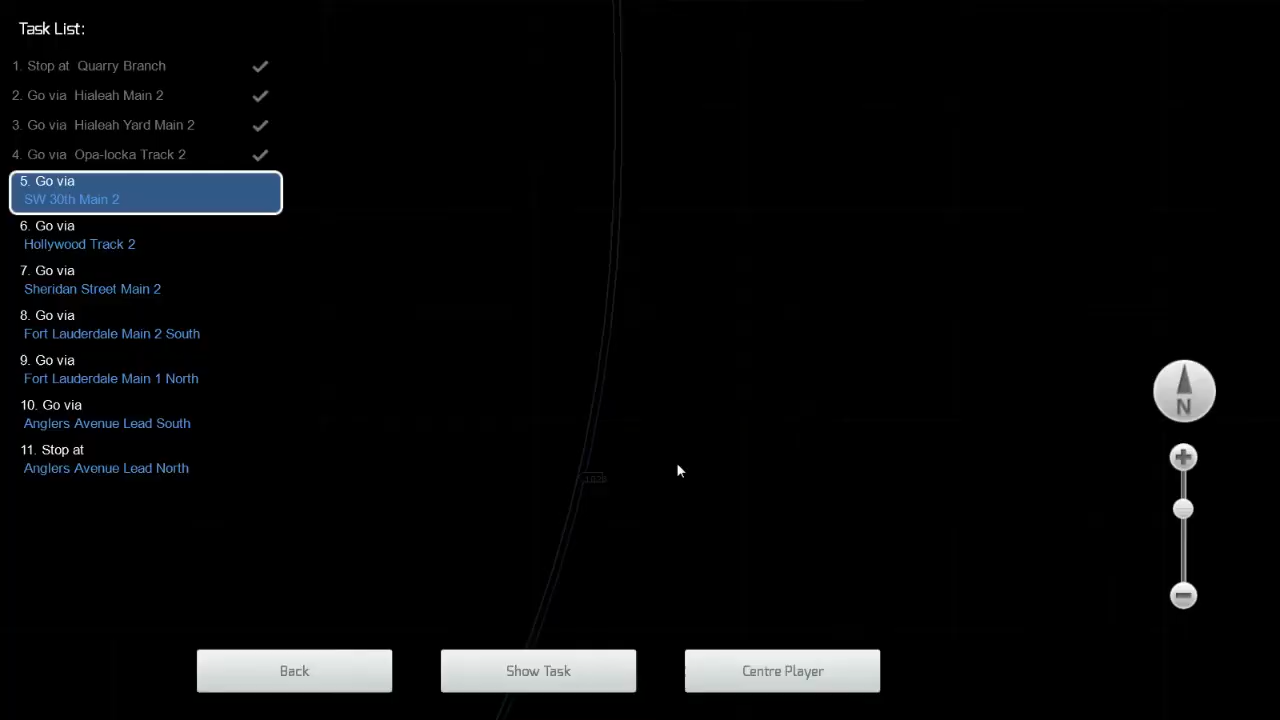 Task List:
1. Stop at Quarry Branch
2. Go via Hialeah Main 2
3. Go via Hialeah Yard Main 2
4. Go via Opa-locka Track 2
5. Go via
SW 30th Main 2
6. Go via
Hollywood Track 2
7. Go via
Sheridan Street Main 2
8. Go via
Fort Lauderdale Main 2 South
9. Go via
Fort Lauderdale Main 1 North
10. Go via
Anglers Avenue Lead South
11. Stop at
Anglers Avenue Lead North
N
Back
Show Task
Centre Player